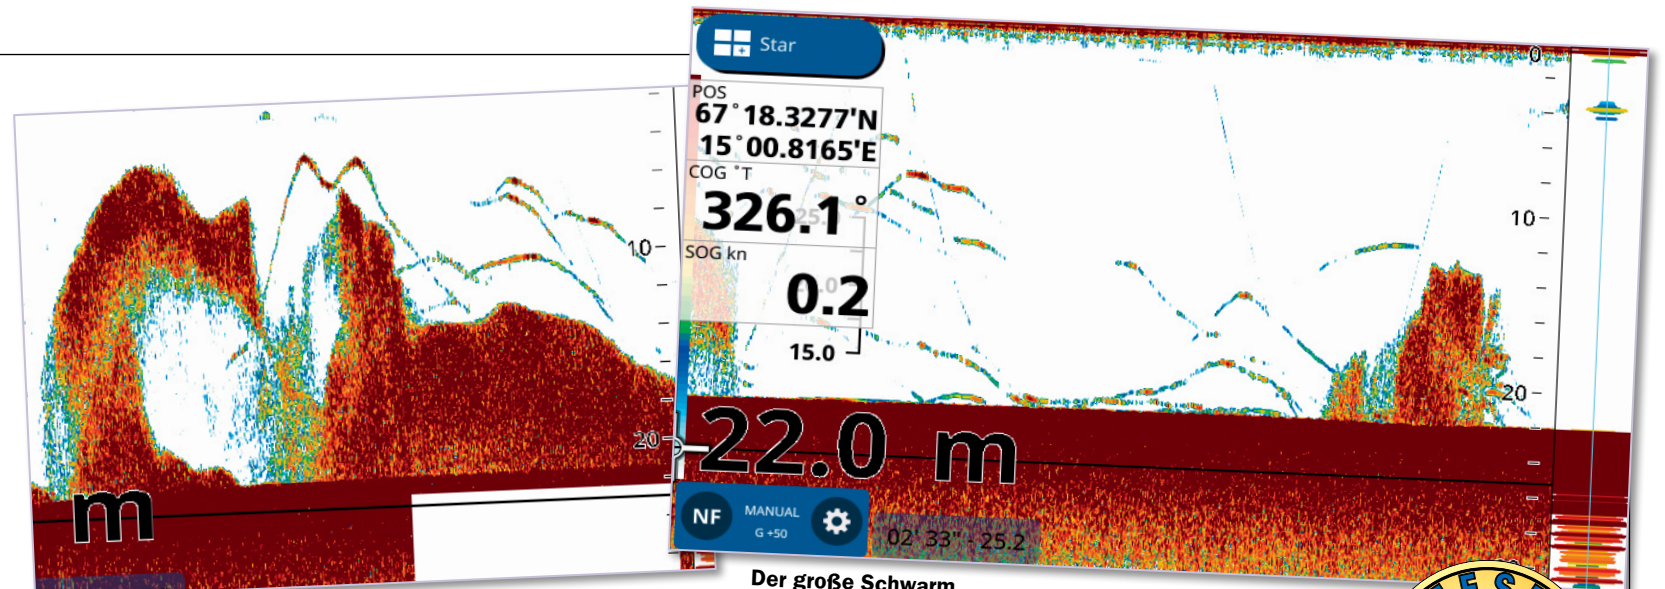 10
20
m
Star
POS
67°18.3277'N
15°00.8165'E
COG °T
326.1°
SOG kn
0.2
15.0
22.0 m
NF
MANUAL
G +50
02' 33" - 25.2
0
10
20
Der große Schwarm